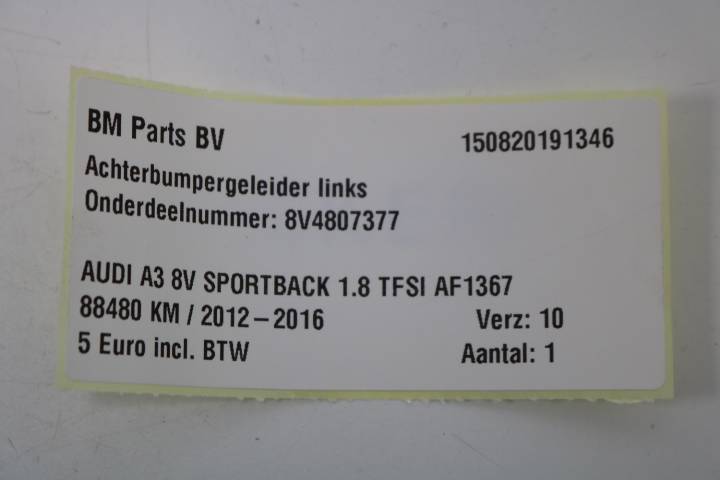 BM Parts BV 150820191346
Achterbumpergeleider links
Onderdeelnummer: 8V4807377
AUDI A3 8V SPORTBACK 1.8 TFSI AF1367
88480 KM / 2012 – 2016 Verz: 10
5 Euro incl. BTW Aantal: 1